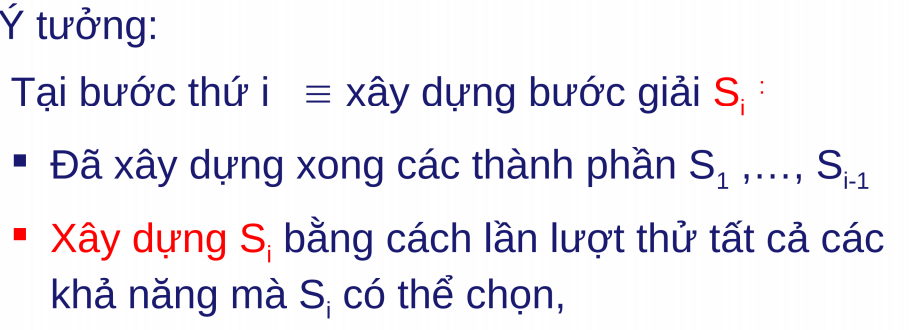 Ý tưởng:
Tại bước thứ i ≡ xây dựng bước giải Sᵢ :
▪ Đã xây dựng xong các thành phần S₁ ,…, Sᵢ₋₁
▪ Xây dựng Sᵢ bằng cách lần lượt thử tất cả các
khả năng mà Sᵢ có thể chọn,